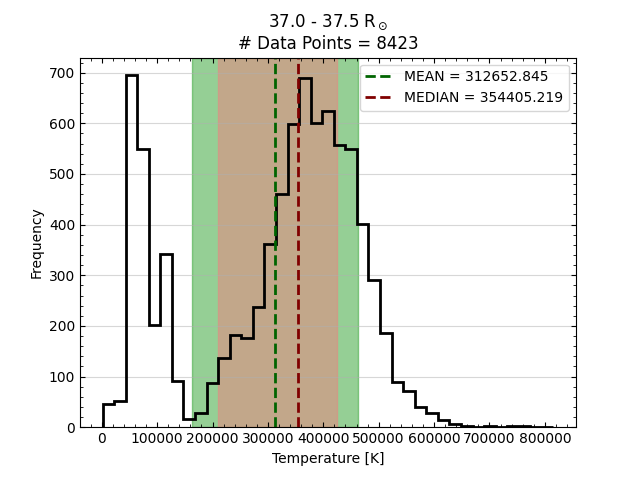 37.0 - 37.5 R⊙
# Data Points = 8423
MEAN = 312652.845
MEDIAN = 354405.219
700
600
500
400
300
200
100
0
Frequency
0 100000 200000 300000 400000 500000 600000 700000 800000
Temperature [K]